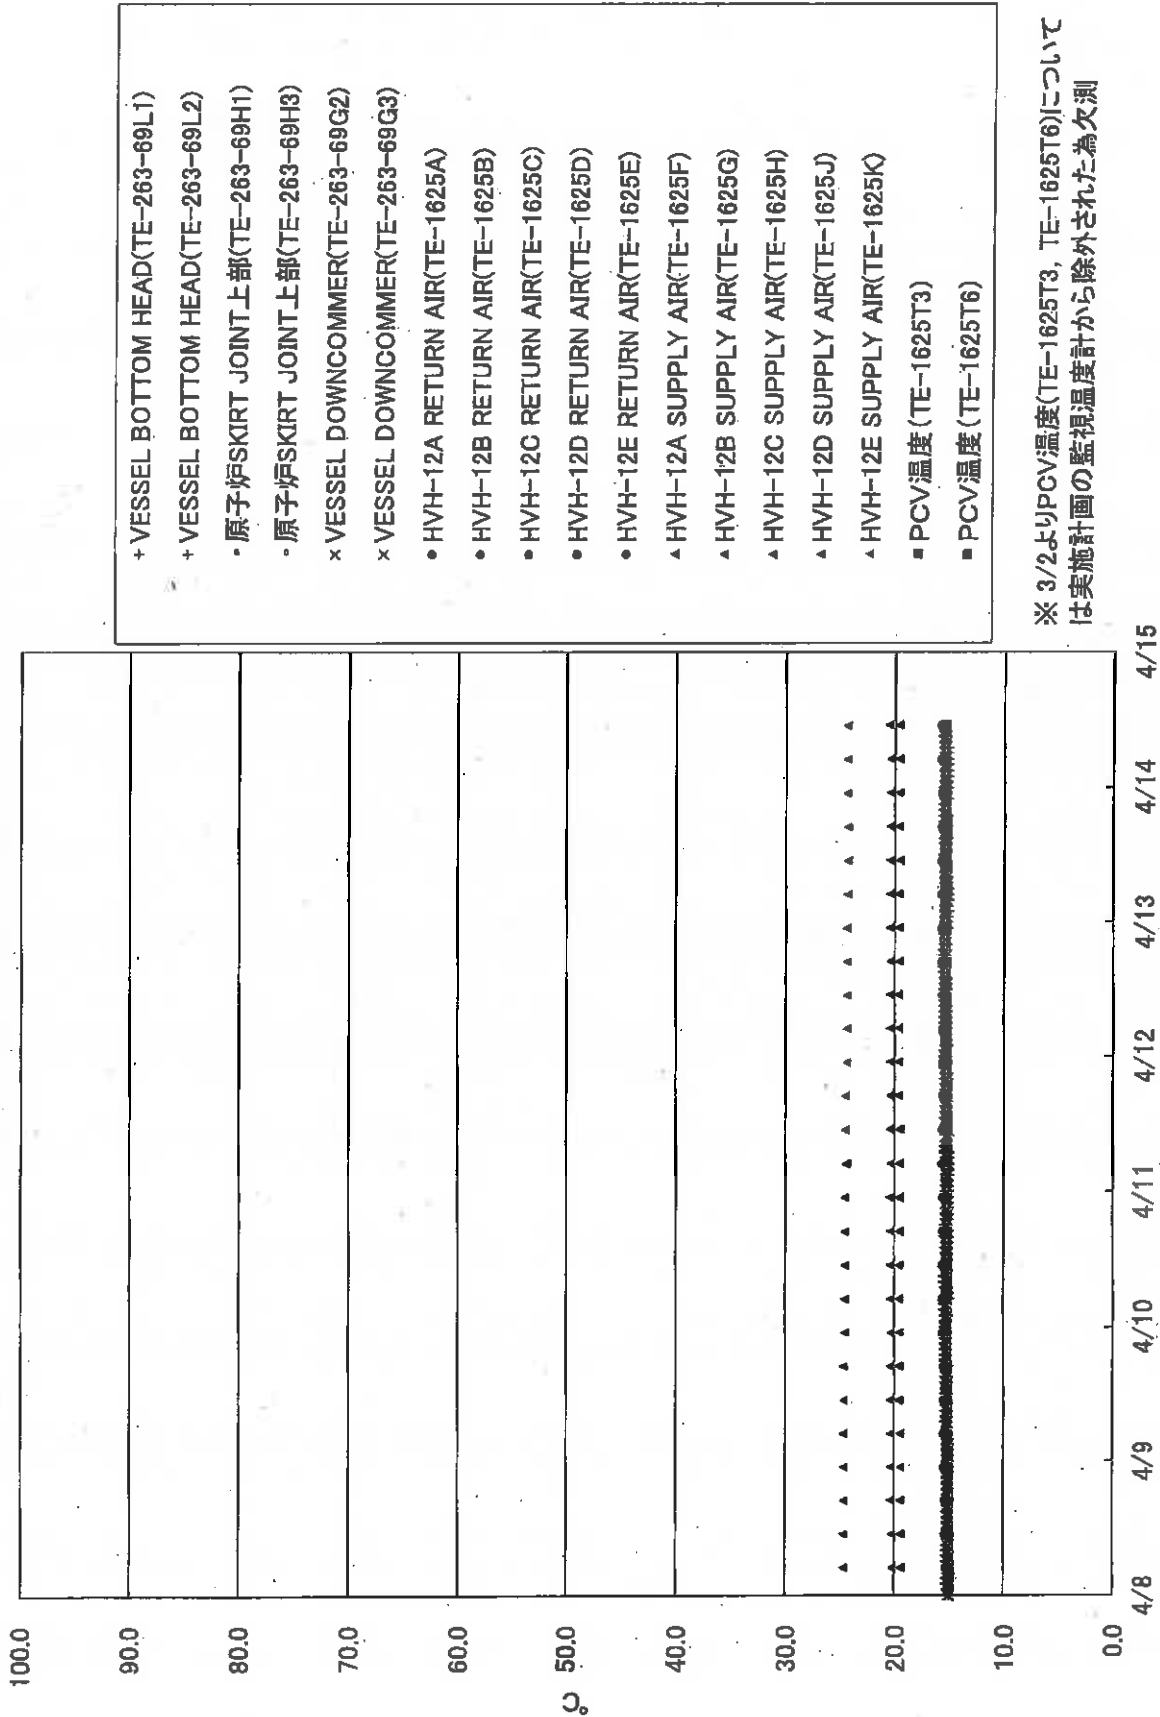 100.0
90.0
80.0
70.0
60.0
50.0
40.0
30.0
20.0
10.0
0.0
℃
4/8
4/9
4/10
4/11
4/12
4/13
4/14
4/15
+ VESSEL BOTTOM HEAD(TE-263-69L1)
+ VESSEL BOTTOM HEAD(TE-263-69L2)
- 原子炉SKIRT JOINT上部(TE-263-69H1)
- 原子炉SKIRT JOINT上部(TE-263-69H3)
× VESSEL DOWNCOMMER(TE-263-69G2)
× VESSEL DOWNCOMMER(TE-263-69G3)
● HVH-12A RETURN AIR(TE-1625A)
● HVH-12B RETURN AIR(TE-1625B)
● HVH-12C RETURN AIR(TE-1625C)
● HVH-12D RETURN AIR(TE-1625D)
● HVH-12E RETURN AIR(TE-1625E)
▲ HVH-12A SUPPLY AIR(TE-1625F)
▲ HVH-12B SUPPLY AIR(TE-1625G)
▲ HVH-12C SUPPLY AIR(TE-1625H)
▲ HVH-12D SUPPLY AIR(TE-1625J)
▲ HVH-12E SUPPLY AIR(TE-1625K)
■ PCV温度(TE-1625T3)
■ PCV温度(TE-1625T6)
※ 3/2よりPCV温度(TE-1625T3, TE-1625T6)について
は実施計画の監視温度計から除外された為欠測